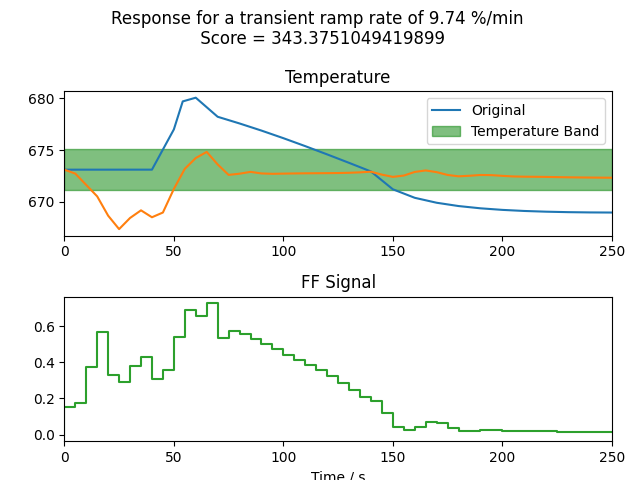 Response for a transient ramp rate of 9.74 %/min
Score = 343.3751049419899
Temperature
680
675
670
Original
Temperature Band
0 50 100 150 200 250
FF Signal
0.6
0.4
0.2
0.0
0 50 100 150 200 250
Time / s